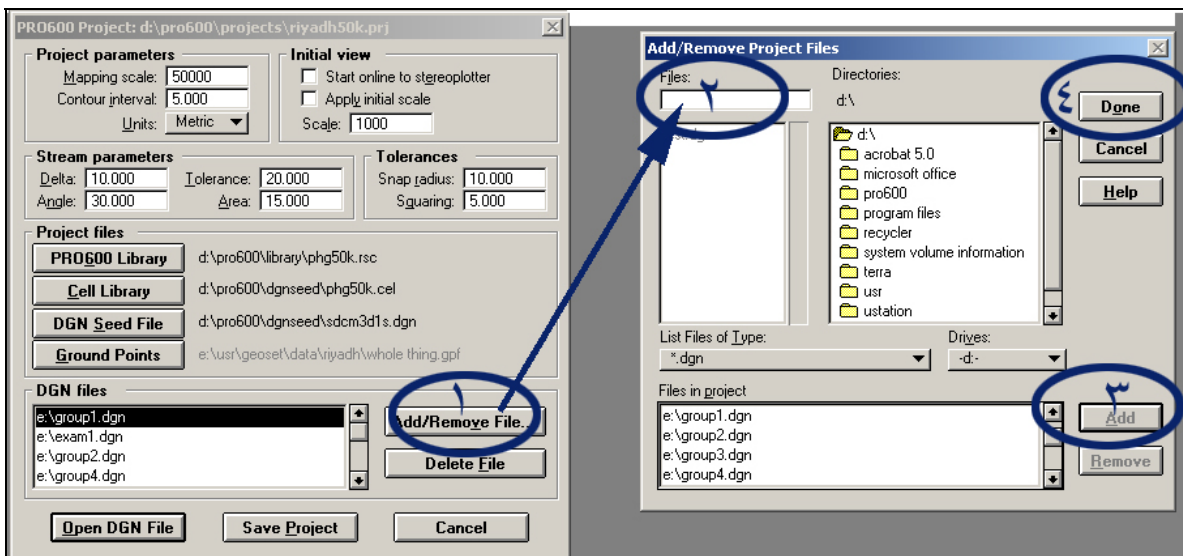 PRO600 Project: d:\pro600\projects\riyadh50k.prj
Project parameters
Mapping scale: 50000
Contour interval: 5.000
Units: Metric
Initial view
Start online to stereoplotter
Apply initial scale
Scale: 1000
Stream parameters
Delta: 10.000 Tolerance: 20.000
Angle: 30.000 Area: 15.000
Tolerances
Snap radius: 10.000
Squaring: 5.000
Project files
PRO600 Library d:\pro600\library\phg50k.rsc
Cell Library d:\pro600\dgnseed\phg50k.cel
DGN Seed File d:\pro600\dgnseed\sdcm3d1s.dgn
Ground Points e:\usr\geoset\data\riyadh\whole thing.gpf
DGN files
e:\group1.dgn
e:\exam1.dgn
e:\group2.dgn
e:\group4.dgn
١
Add/Remove File...
Delete File
Open DGN File Save Project Cancel
Add/Remove Project Files
Files:
٢
Directories:
d:\
d:\
acrobat 5.0
microsoft office
pro600
program files
recycler
system volume information
terra
usr
ustation
٤
Done
Cancel
Help
List Files of Type:
*.dgn
Drives:
-d:-
Files in project
e:\group1.dgn
e:\group2.dgn
e:\group3.dgn
e:\group4.dgn
٣
Add
Remove